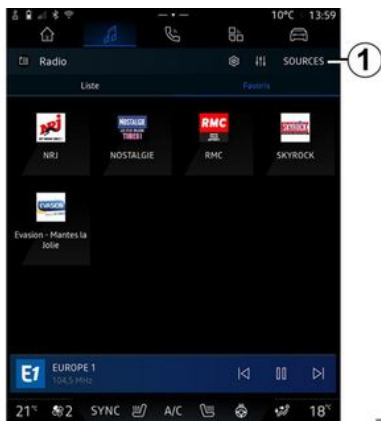 10°C 13:59
Radio
SOURCES
1
Liste
Favoris
NRJ
NOSTALGIE
RMC
SKYROCK
NRJ
NOSTALGIE
RMC
SKYROCK
EVASION
Evasion - Mantes la
Jolie
E1
EUROPE 1
104,5 MHz
21°C 2 SYNC A/C 18°C